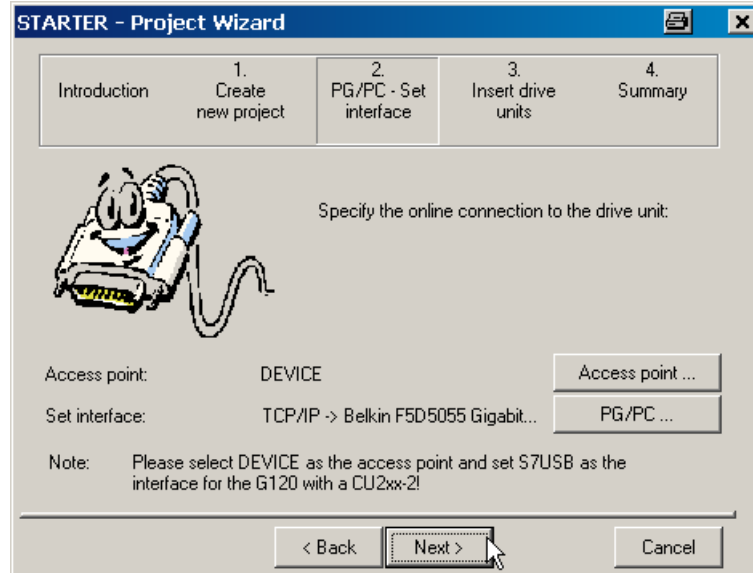 STARTER - Project Wizard
Introduction
1.
Create
new project
2.
PG/PC - Set
interface
3.
Insert drive
units
4.
Summary
Specify the online connection to the drive unit:
Access point: DEVICE Access point ...
Set interface: TCP/IP -> Belkin F5D5055 Gigabit... PG/PC ...
Note: Please select DEVICE as the access point and set S7USB as the
interface for the G120 with a CU2xx-2!
< Back Next > Cancel